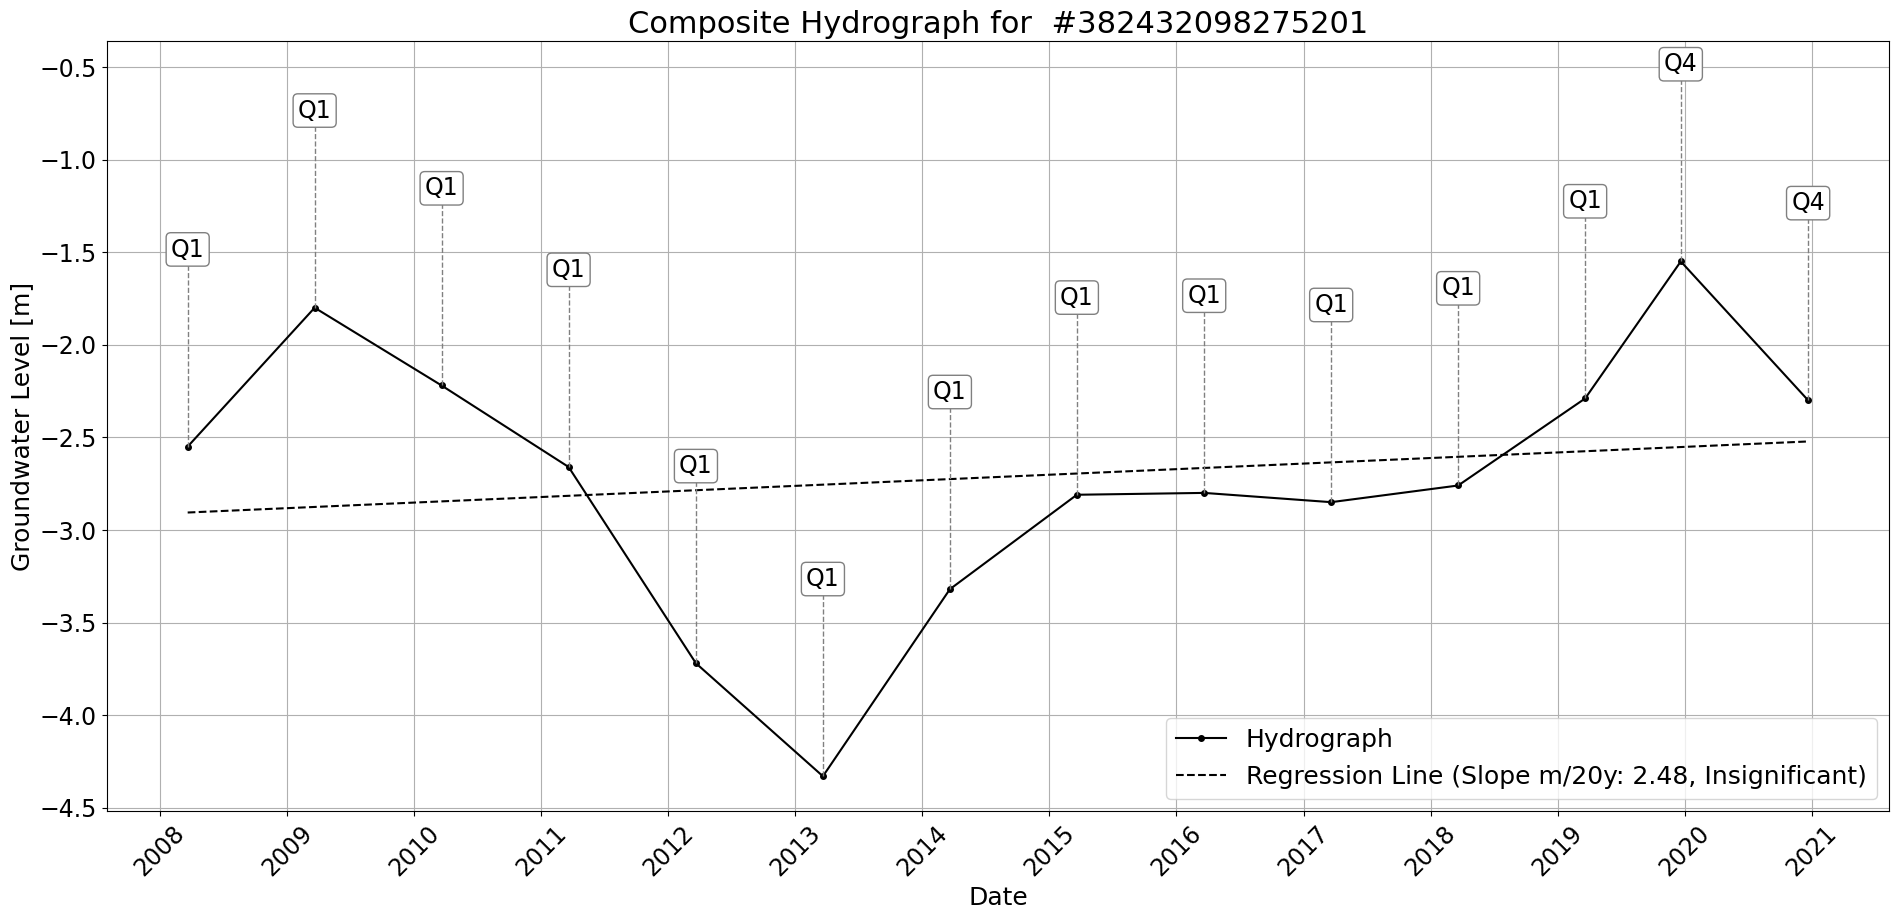 Composite Hydrograph for  #382432098275201
Groundwater Level [m]
−0.5
−1.0
−1.5
−2.0
−2.5
−3.0
−3.5
−4.0
−4.5
Q1
Q1
Q1
Q1
Q1
Q1
Q1
Q1
Q1
Q1
Q1
Q1
Q4
Q4
Hydrograph
Regression Line (Slope m/20y: 2.48, Insignificant)
2008
2009
2010
2011
2012
2013
2014
2015
2016
2017
2018
2019
2020
2021
Date